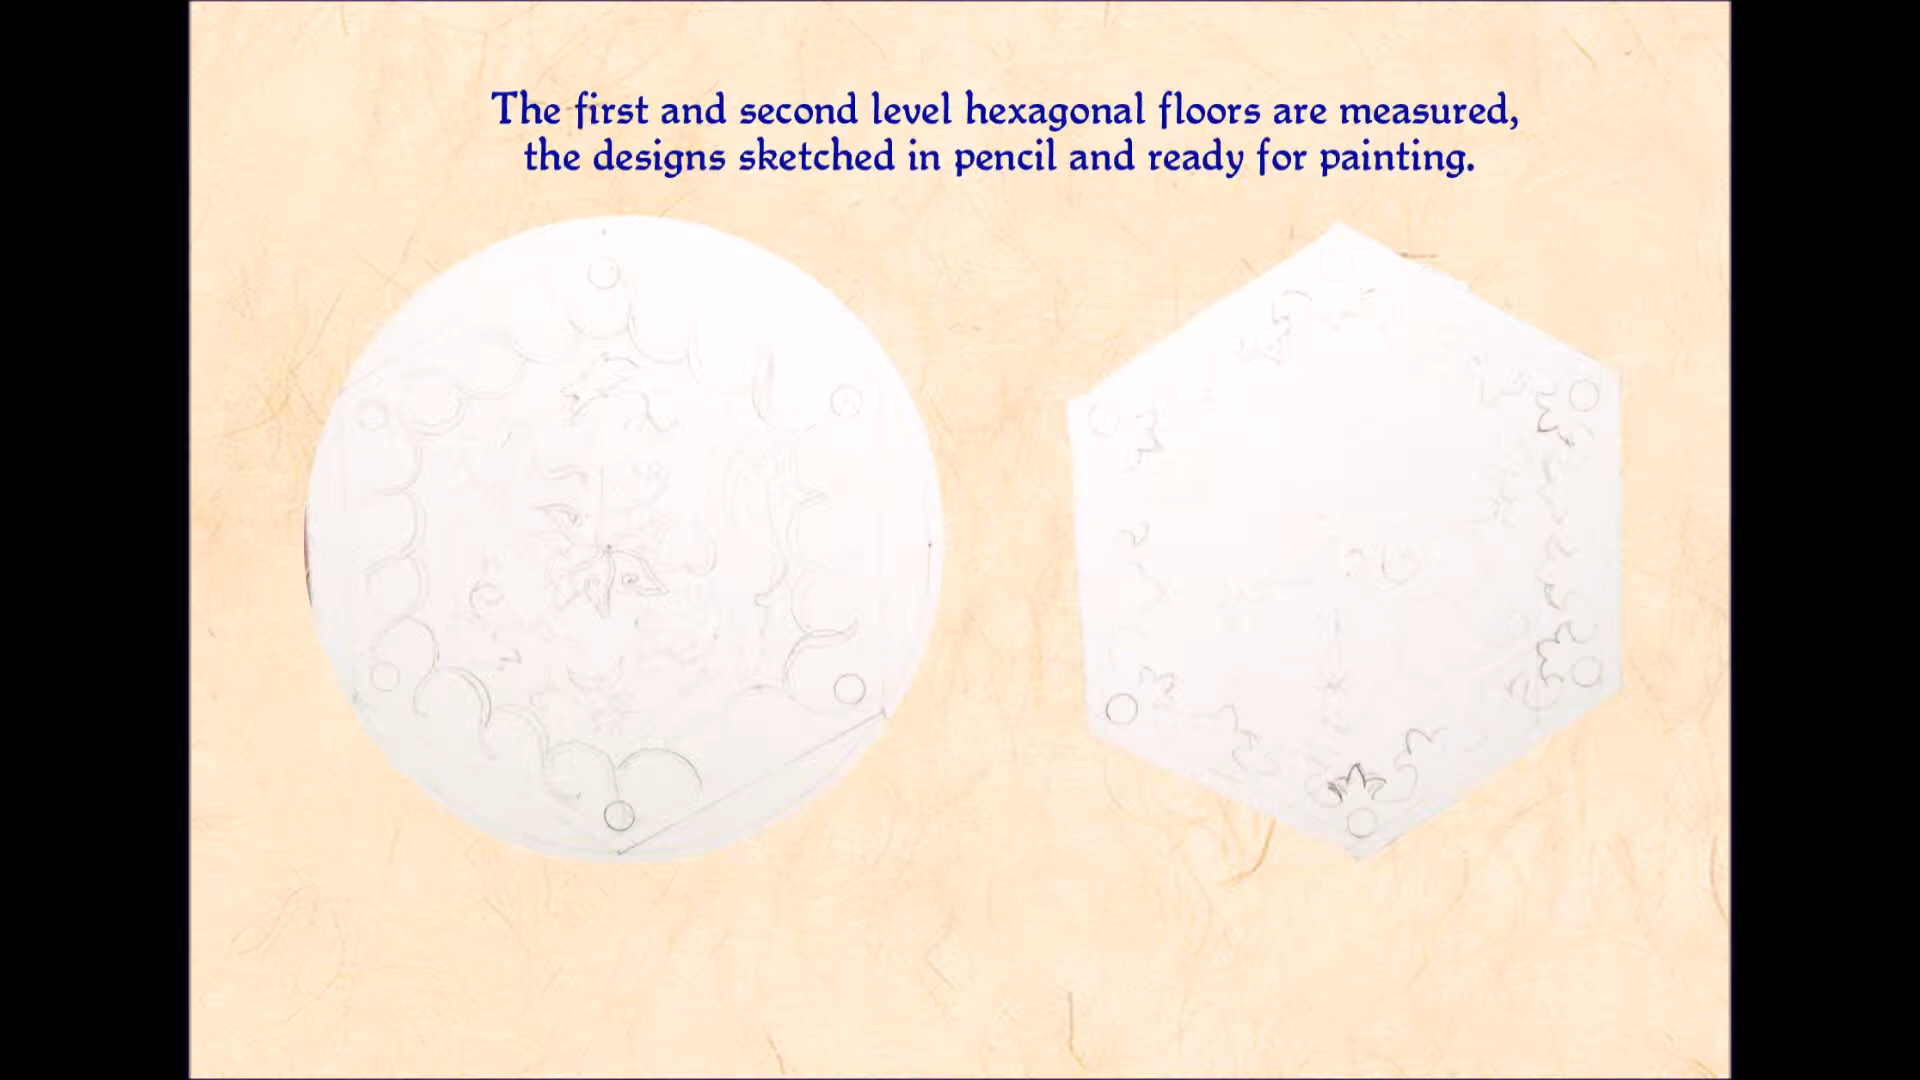 The first and second level hexagonal floors are measured,
the designs sketched in pencil and ready for painting.